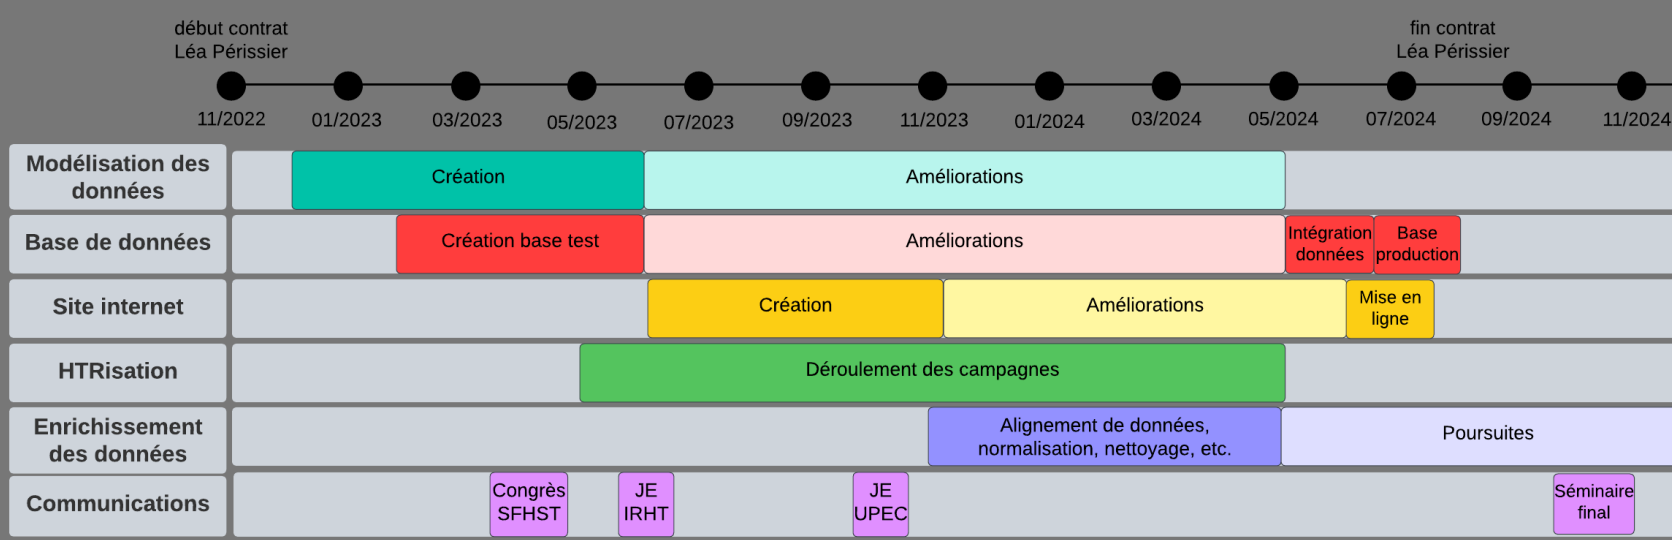 début contrat
Léa Périssier
fin contrat
Léa Périssier
11/2022 01/2023 03/2023 05/2023 07/2023 09/2023 11/2023 01/2024 03/2024 05/2024 07/2024 09/2024 11/2024
Modélisation des
données
Création
Améliorations
Base de données
Création base test
Améliorations
Intégration
données
Base
production
Site internet
Création
Améliorations
Mise en
ligne
HTRisation
Déroulement des campagnes
Enrichissement
des données
Alignement de données,
normalisation, nettoyage, etc.
Poursuites
Communications
Congrès
SFHST
JE
IRHT
JE
UPEC
Séminaire
final